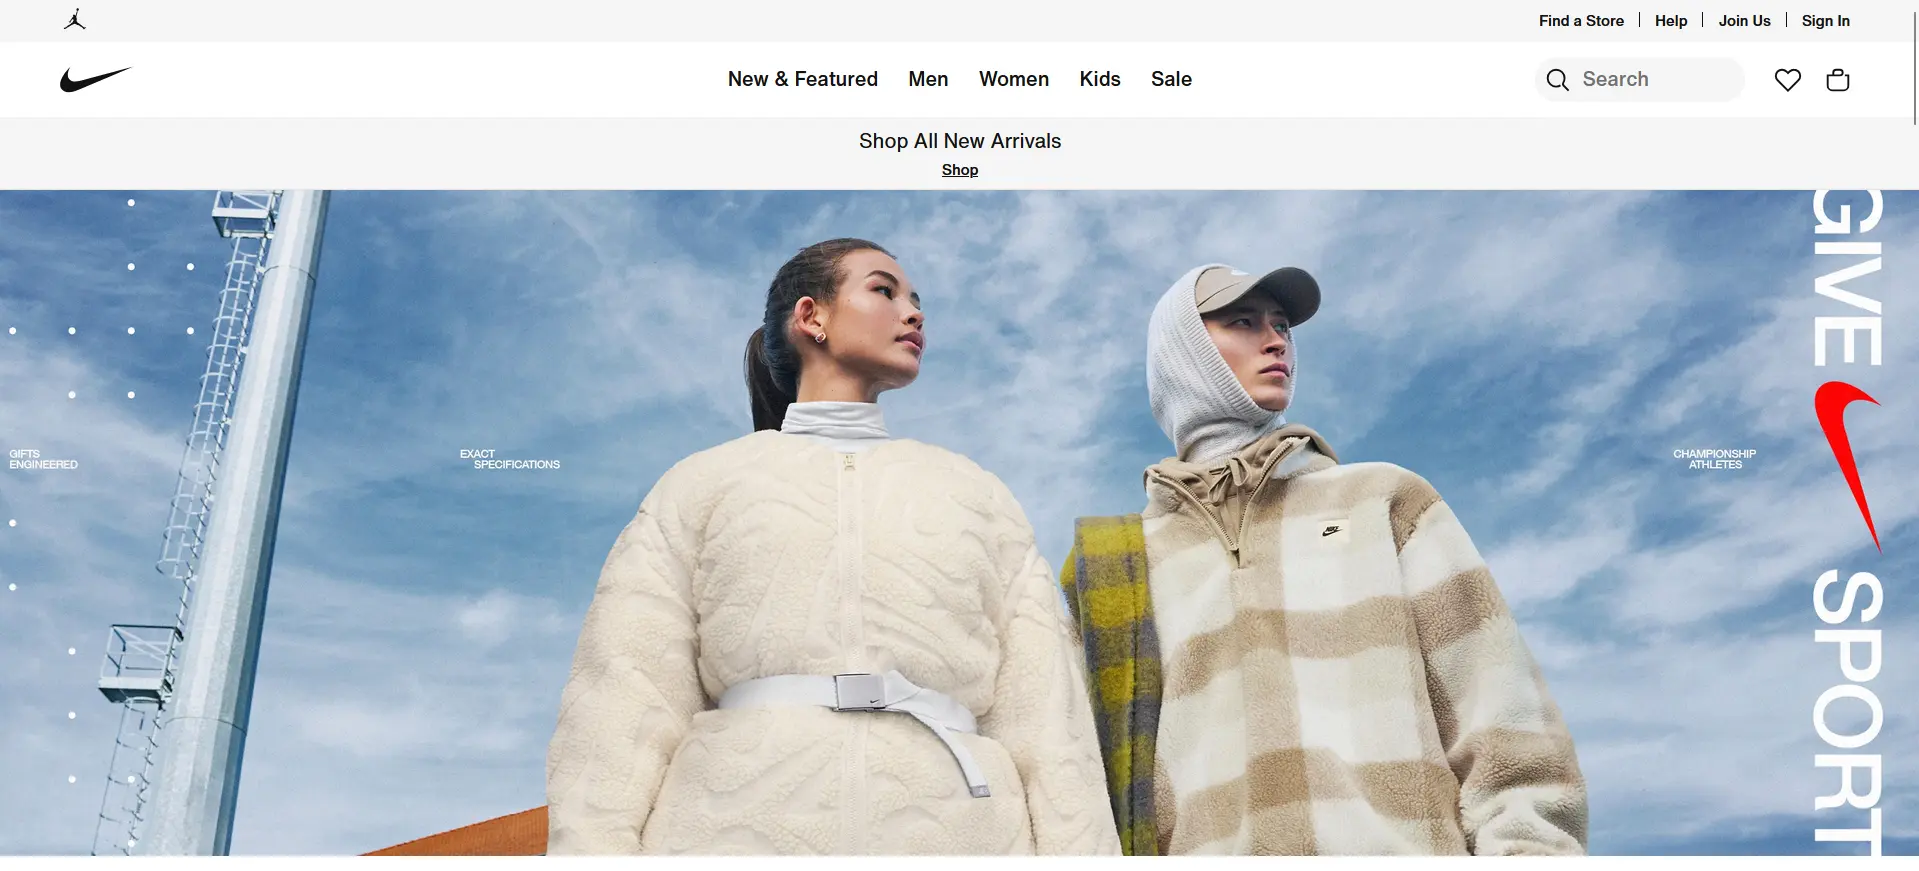 Find a Store
Help
Join Us
Sign In
New & Featured
Men
Women
Kids
Sale
Search
Shop All New Arrivals
Shop
GIVE
SPORT
GIFTS
ENGINEERED
EXACT
SPECIFICATIONS
CHAMPIONSHIP
ATHLETES
NIKE